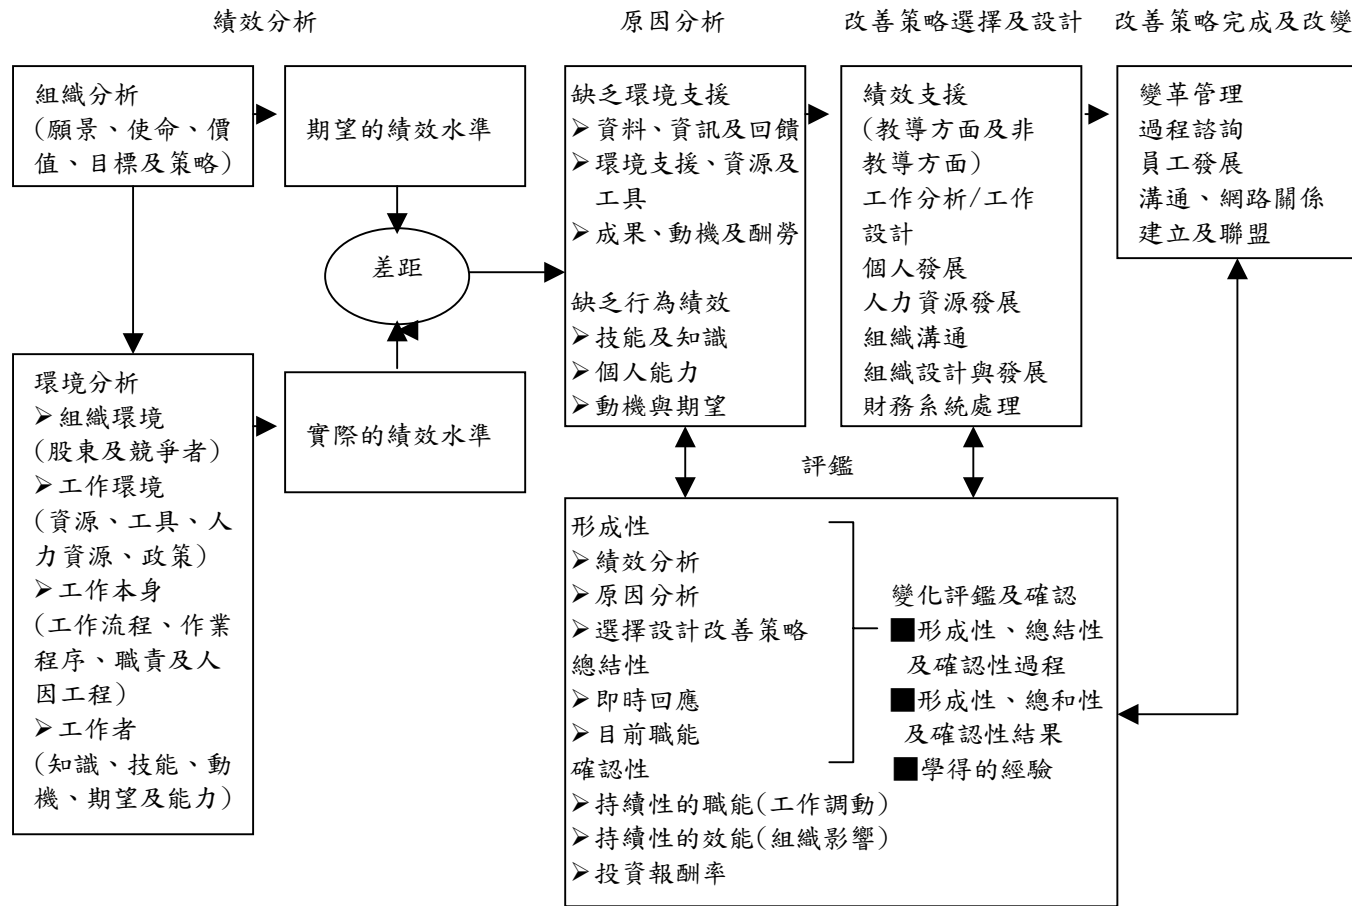 績效分析
原因分析
改善策略選擇及設計
改善策略完成及改變
組織分析
(願景、使命、價
值、目標及策略)
期望的績效水準
差距
環境分析
➢組織環境
(股東及競爭者)
➢工作環境
(資源、工具、人
力資源、政策)
➢工作本身
(工作流程、作業
程序、職責及人
因工程)
➢工作者
(知識、技能、動
機、期望及能力)
實際的績效水準
缺乏環境支援
➢資料、資訊及回饋
➢環境支援、資源及
工具
➢成果、動機及酬勞
缺乏行為績效
➢技能及知識
➢個人能力
➢動機與期望
績效支援
(教導方面及非
教導方面)
工作分析/工作
設計
個人發展
人力資源發展
組織溝通
組織設計與發展
財務系統處理
變革管理
過程諮詢
員工發展
溝通、網路關係
建立及聯盟
評鑑
形成性
➢績效分析
➢原因分析
➢選擇設計改善策略
總結性
➢即時回應
➢目前職能
確認性
➢持續性的職能(工作調動)
➢持續性的效能(組織影響)
➢投資報酬率
變化評鑑及確認
■形成性、總結性
及確認性過程
■形成性、總和性
及確認性結果
■學得的經驗